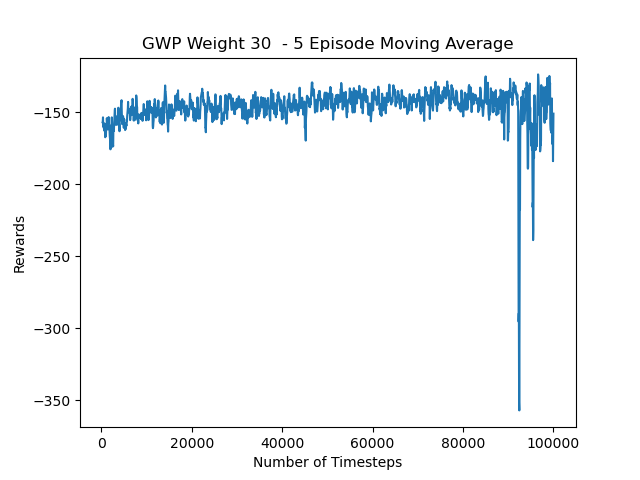 GWP Weight 30  - 5 Episode Moving Average
−150
−200
−250
−300
−350
Rewards
0 20000 40000 60000 80000 100000
Number of Timesteps